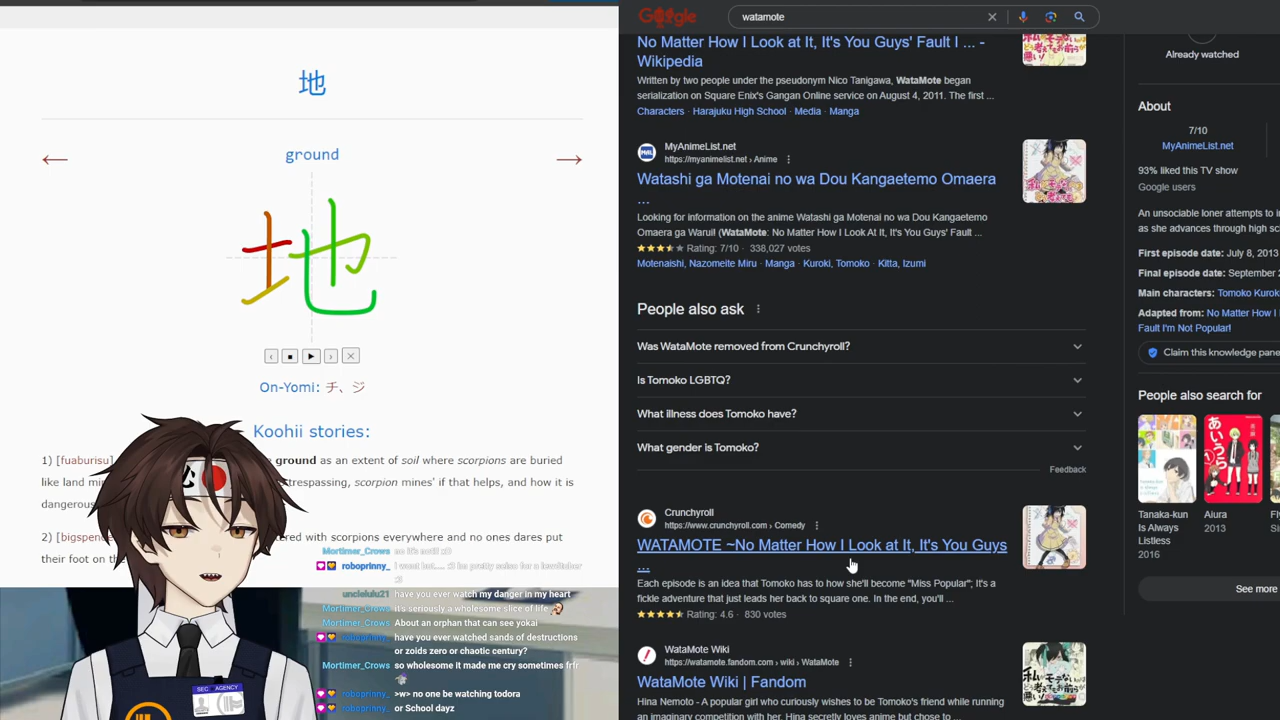 地
←
ground
→
On-Yomi: チ、ジ
Koohii stories:
1) [fuaburisu]
ground as an extent of soil where scorpions are buried
like land
trespassing, scorpion mines' if that helps, and how it is
dangerous
2) [bigspen
with scorpions everywhere and no ones dares put
their foot on
SEC AGENCY
Mortimer_Crows
roboprinny_
unclelulu21 have you ever watch my danger in my heart
Mortimer_Crows it's seriously a wholesome slice of life
Mortimer_Crows About an orphan that can see yokai
roboprinny_ have you ever watched sands of destructions
or zoids zero or chaotic century?
Mortimer_Crows so wholesome it made me cry sometimes frfr
roboprinny_ >w> no one be watching todora
roboprinny_ or School dayz
Google
watamote
No Matter How I Look at It, It's You Guys' Fault I ... -
Wikipedia
Written by two people under the pseudonym Nico Tanigawa, WataMote began
serialization on Square Enix's Gangan Online service on August 4, 2011. The first ...
Characters · Harajuku High School · Media · Manga
MAL
MyAnimeList.net
https://myanimelist.net › Anime
Watashi ga Motenai no wa Dou Kangaetemo Omaera
...
Looking for information on the anime Watashi ga Motenai no wa Dou Kangaetemo
Omaera ga Warui! (WataMote: No Matter How I Look At It, It's You Guys' Fault ...
Rating: 7/10 · 338,027 votes
Motenaishi, Nazomeite Miru · Manga · Kuroki, Tomoko · Kitta, Izumi
People also ask
Was WataMote removed from Crunchyroll?
Is Tomoko LGBTQ?
What illness does Tomoko have?
What gender is Tomoko?
Feedback
Crunchyroll
https://www.crunchyroll.com › Comedy
WATAMOTE ~No Matter How I Look at It, It's You Guys
...
Each episode is an idea that Tomoko has to how she'll become "Miss Popular"; It's a
fickle adventure that just leads her back to square one. In the end, you'll ...
Rating: 4.6 · 830 votes
WataMote Wiki
https://watamote.fandom.com › wiki › WataMote
WataMote Wiki | Fandom
Hina Nemoto - A popular girl who curiously wishes to be Tomoko's friend while running
an imaginary competition with her. Hina secretly loves anime but chose to ...
Already watched
About
7/10
MyAnimeList.net
93% liked this TV show
Google users
An unsociable loner attempts to i
as she advances through high sc
First episode date: July 8, 2013
Final episode date: September 2
Main characters: Tomoko Kurok
Adapted from: No Matter How I
Fault I'm Not Popular!
Claim this knowledge pane
People also search for
Tanaka-kun
Is Always
Listless
2016
Aiura
2013
Fly
See more